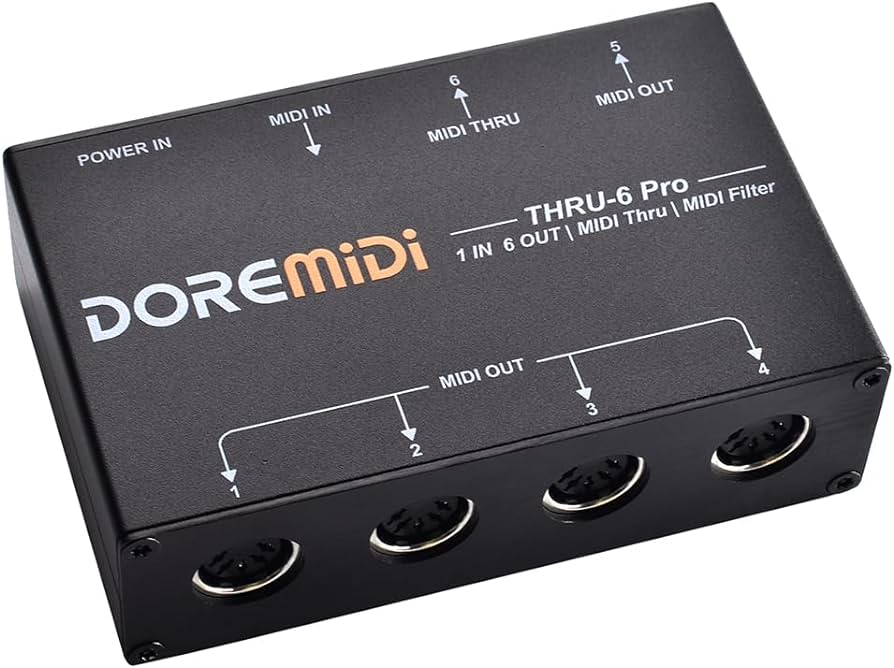 POWER IN
MIDI IN
6
MIDI THRU
5
MIDI OUT
DOREMiDi
THRU-6 Pro
1 IN 6 OUT \ MIDI Thru \ MIDI Filter
MIDI OUT
1
2
3
4